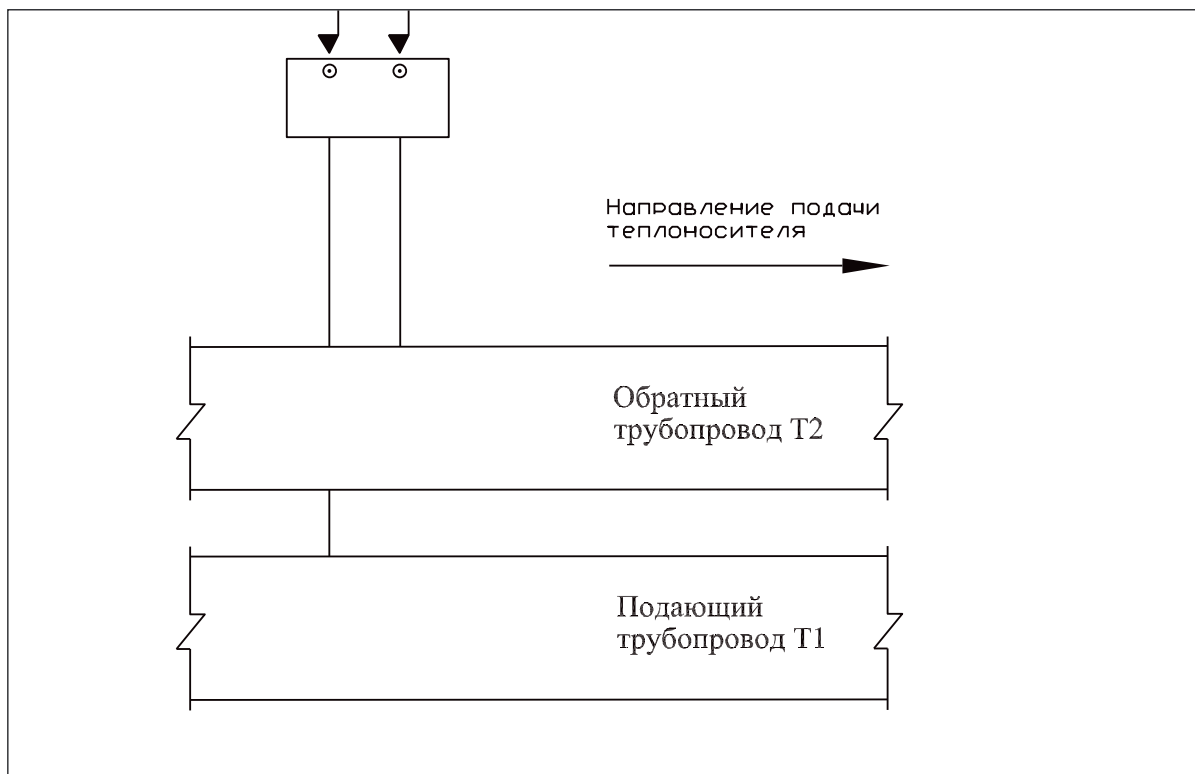 Направление подачи
теплоносителя
Обратный
трубопровод Т2
Подающий
трубопровод Т1